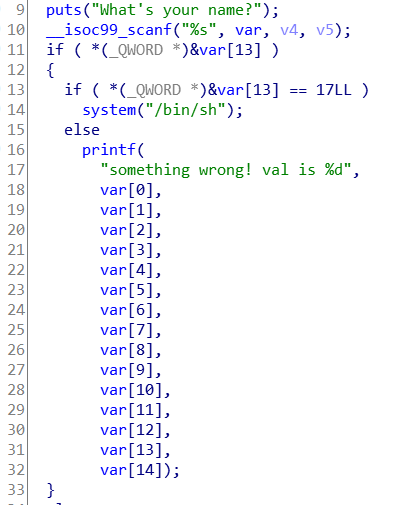 9 puts("What's your name?");
10 __isoc99_scanf("%s", var, v4, v5);
11 if ( *(_QWORD *)&var[13] )
12 {
13 if ( *(_QWORD *)&var[13] == 17LL )
14 system("/bin/sh");
15 else
16 printf(
17 "something wrong! val is %d",
18 var[0],
19 var[1],
20 var[2],
21 var[3],
22 var[4],
23 var[5],
24 var[6],
25 var[7],
26 var[8],
27 var[9],
28 var[10],
29 var[11],
30 var[12],
31 var[13],
32 var[14]);
33 }